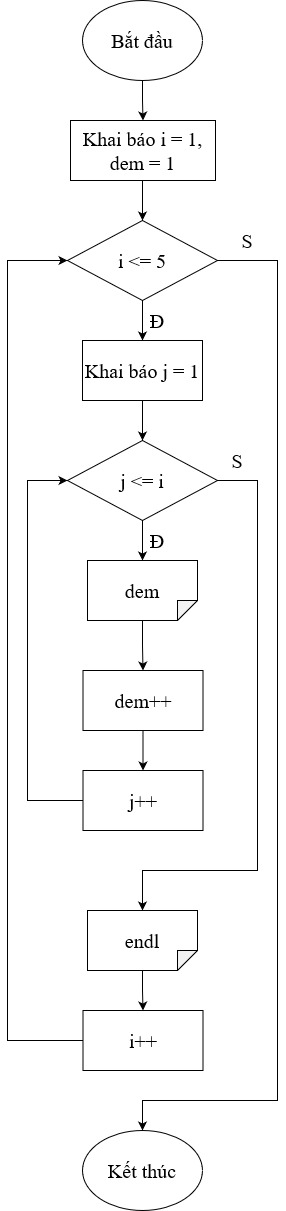 Bắt đầu
Khai báo i = 1,
dem = 1
i <= 5
S
Đ
Khai báo j = 1
j <= i
S
Đ
dem
dem++
j++
endl
i++
Kết thúc